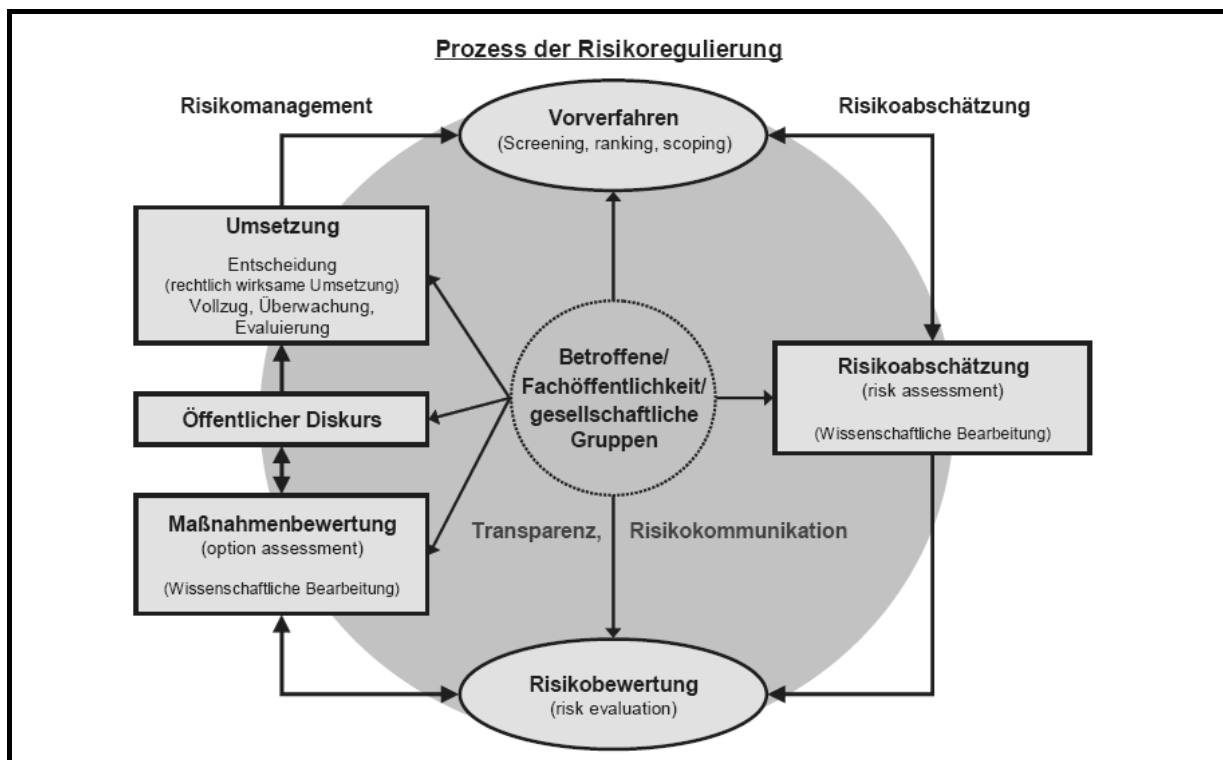 Prozess der Risikoregulierung
Risikomanagement
Risikoabschätzung
Vorverfahren
(Screening, ranking, scoping)
Umsetzung
Entscheidung
(rechtlich wirksame Umsetzung)
Vollzug, Überwachung,
Evaluierung
Betroffene/
Fachöffentlichkeit/
gesellschaftliche
Gruppen
Risikoabschätzung
(risk assessment)
(Wissenschaftliche Bearbeitung)
Öffentlicher Diskurs
Maßnahmenbewertung
(option assessment)
(Wissenschaftliche Bearbeitung)
Transparenz, Risikokommunikation
Risikobewertung
(risk evaluation)